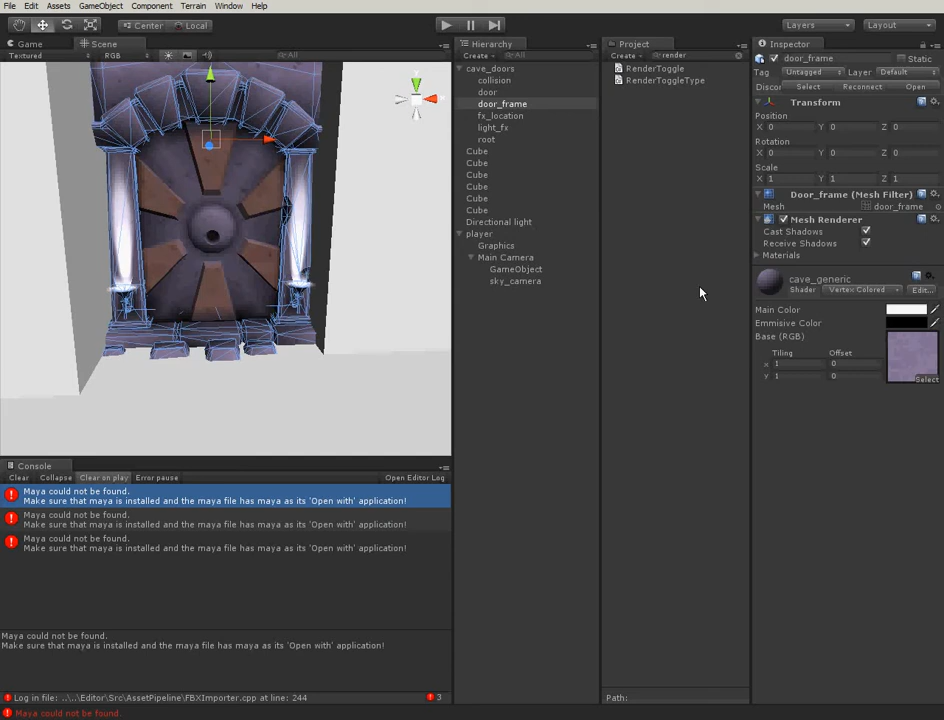 File Edit Assets GameObject Component Terrain Window Help
Center Local Layers Layout
Game Scene
Textured RGB All
Hierarchy
Create All
cave_doors
collision
door
door_frame
fx_location
light_fx
root
Cube
Cube
Cube
Cube
Cube
Cube
Directional light
player
Graphics
Main Camera
GameObject
sky_camera
Project
Create render
RenderToggle
RenderToggleType
Path:
Inspector
door_frame Static
Tag Untagged Layer Default
Discor Select Reconnect Open
Transform
Position
X 0 Y 0 Z 0
Rotation
X 0 Y 0 Z 0
Scale
X 1 Y 1 Z 1
Door_frame (Mesh Filter)
Mesh door_frame
Mesh Renderer
Cast Shadows
Receive Shadows
Materials
cave_generic
Shader Vertex Colored Edit...
Main Color
Emmisive Color
Base (RGB)
Tiling Offset
x 1 0
y 1 0
Select
Console
Clear Collapse Clear on play Error pause Open Editor Log
Maya could not be found.
Make sure that maya is installed and the maya file has maya as its 'Open with' application!
Maya could not be found.
Make sure that maya is installed and the maya file has maya as its 'Open with' application!
Maya could not be found.
Make sure that maya is installed and the maya file has maya as its 'Open with' application!
Maya could not be found.
Make sure that maya is installed and the maya file has maya as its 'Open with' application!
Log in file: ..\..\Editor\Src\AssetPipeline\FBXImporter.cpp at line: 244
3
Maya could not be found.